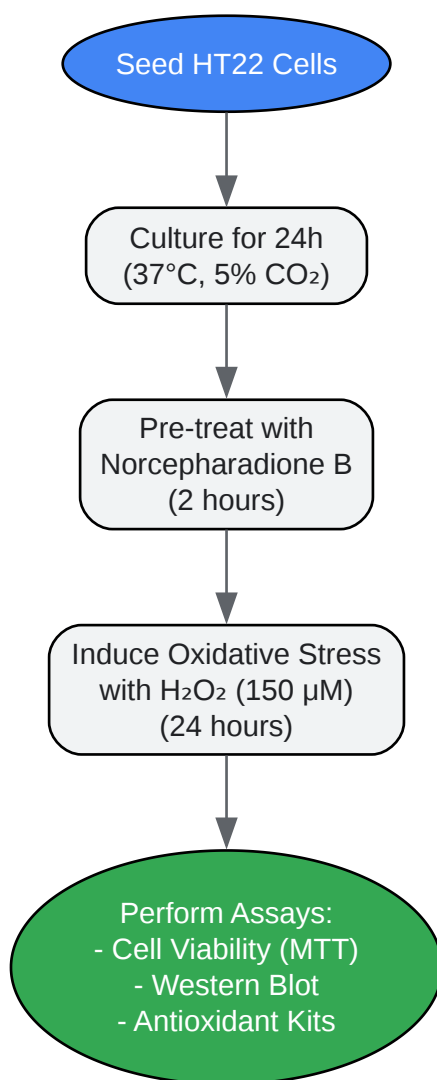 Seed HT22 Cells
Culture for 24h
(37°C, 5% CO₂)
Pre-treat with
Norcepharadione B
(2 hours)
Induce Oxidative Stress
with H₂O₂ (150 μM)
(24 hours)
Perform Assays:
- Cell Viability (MTT)
- Western Blot
- Antioxidant Kits